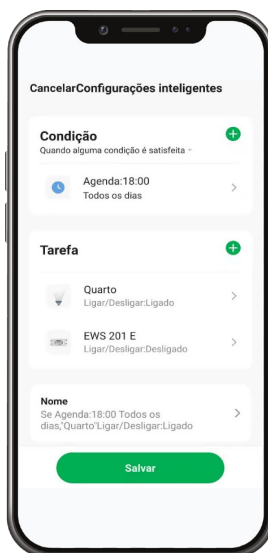 CancelarConfigurações inteligentes
Condição
Quando alguma condição é satisfeita
Agenda:18:00
Todos os dias
Tarefa
Quarto
Ligar/Desligar:Ligado
EWS 201 E
Ligar/Desligar:Desligado
Nome
Se Agenda:18:00 Todos os
dias,"Quarto"Ligar/Desligar:Ligado
Salvar